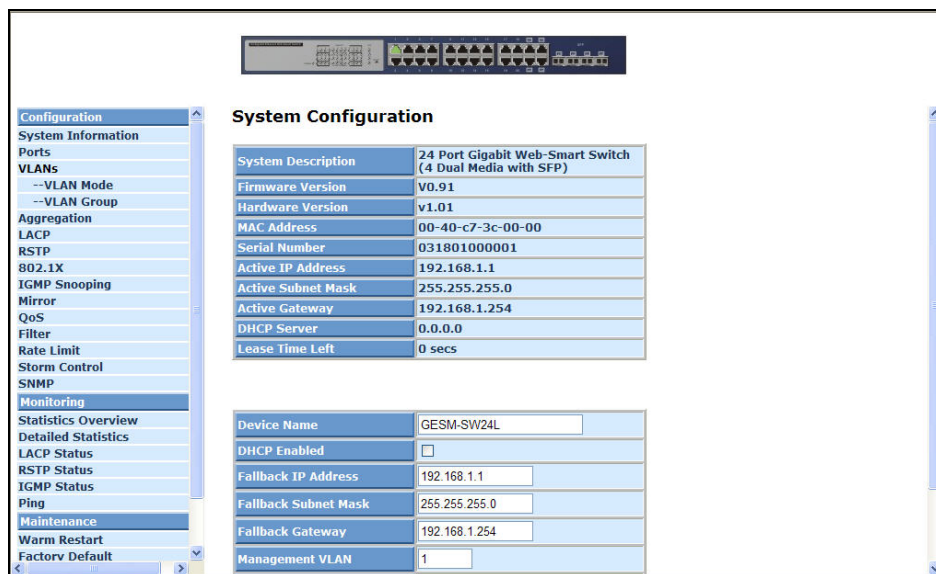 Configuration
System Information
Ports
VLANs
--VLAN Mode
--VLAN Group
Aggregation
LACP
RSTP
802.1X
IGMP Snooping
Mirror
QoS
Filter
Rate Limit
Storm Control
SNMP
Monitoring
Statistics Overview
Detailed Statistics
LACP Status
RSTP Status
IGMP Status
Ping
Maintenance
Warm Restart
Factory Default
System Configuration
System Description 24 Port Gigabit Web-Smart Switch
(4 Dual Media with SFP)
Firmware Version V0.91
Hardware Version v1.01
MAC Address 00-40-c7-3c-00-00
Serial Number 031801000001
Active IP Address 192.168.1.1
Active Subnet Mask 255.255.255.0
Active Gateway 192.168.1.254
DHCP Server 0.0.0.0
Lease Time Left 0 secs
Device Name GESM-SW24L
DHCP Enabled
Fallback IP Address 192.168.1.1
Fallback Subnet Mask 255.255.255.0
Fallback Gateway 192.168.1.254
Management VLAN 1